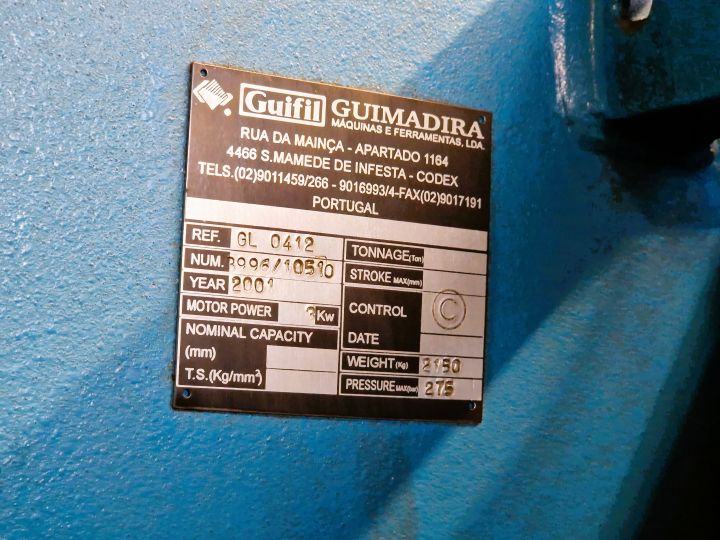 Guifil GUIMADIRA
MÁQUINAS E FERRAMENTAS, LDA.
RUA DA MAINÇA - APARTADO 1164
4466 S.MAMEDE DE INFESTA - CODEX
TELS.(02)9011459/266 - 9016993/4-FAX(02)9017191
PORTUGAL
REF. GL 0412
NUM.
YEAR 2001
MOTOR POWER 3 Kw
NOMINAL CAPACITY
(mm)
T.S.(Kg/mm²)
TONNAGE(Ton)
STROKE MAX(mm)
CONTROL C
DATE
WEIGHT(Kg) 2150
PRESSURE MAX(bar) 275